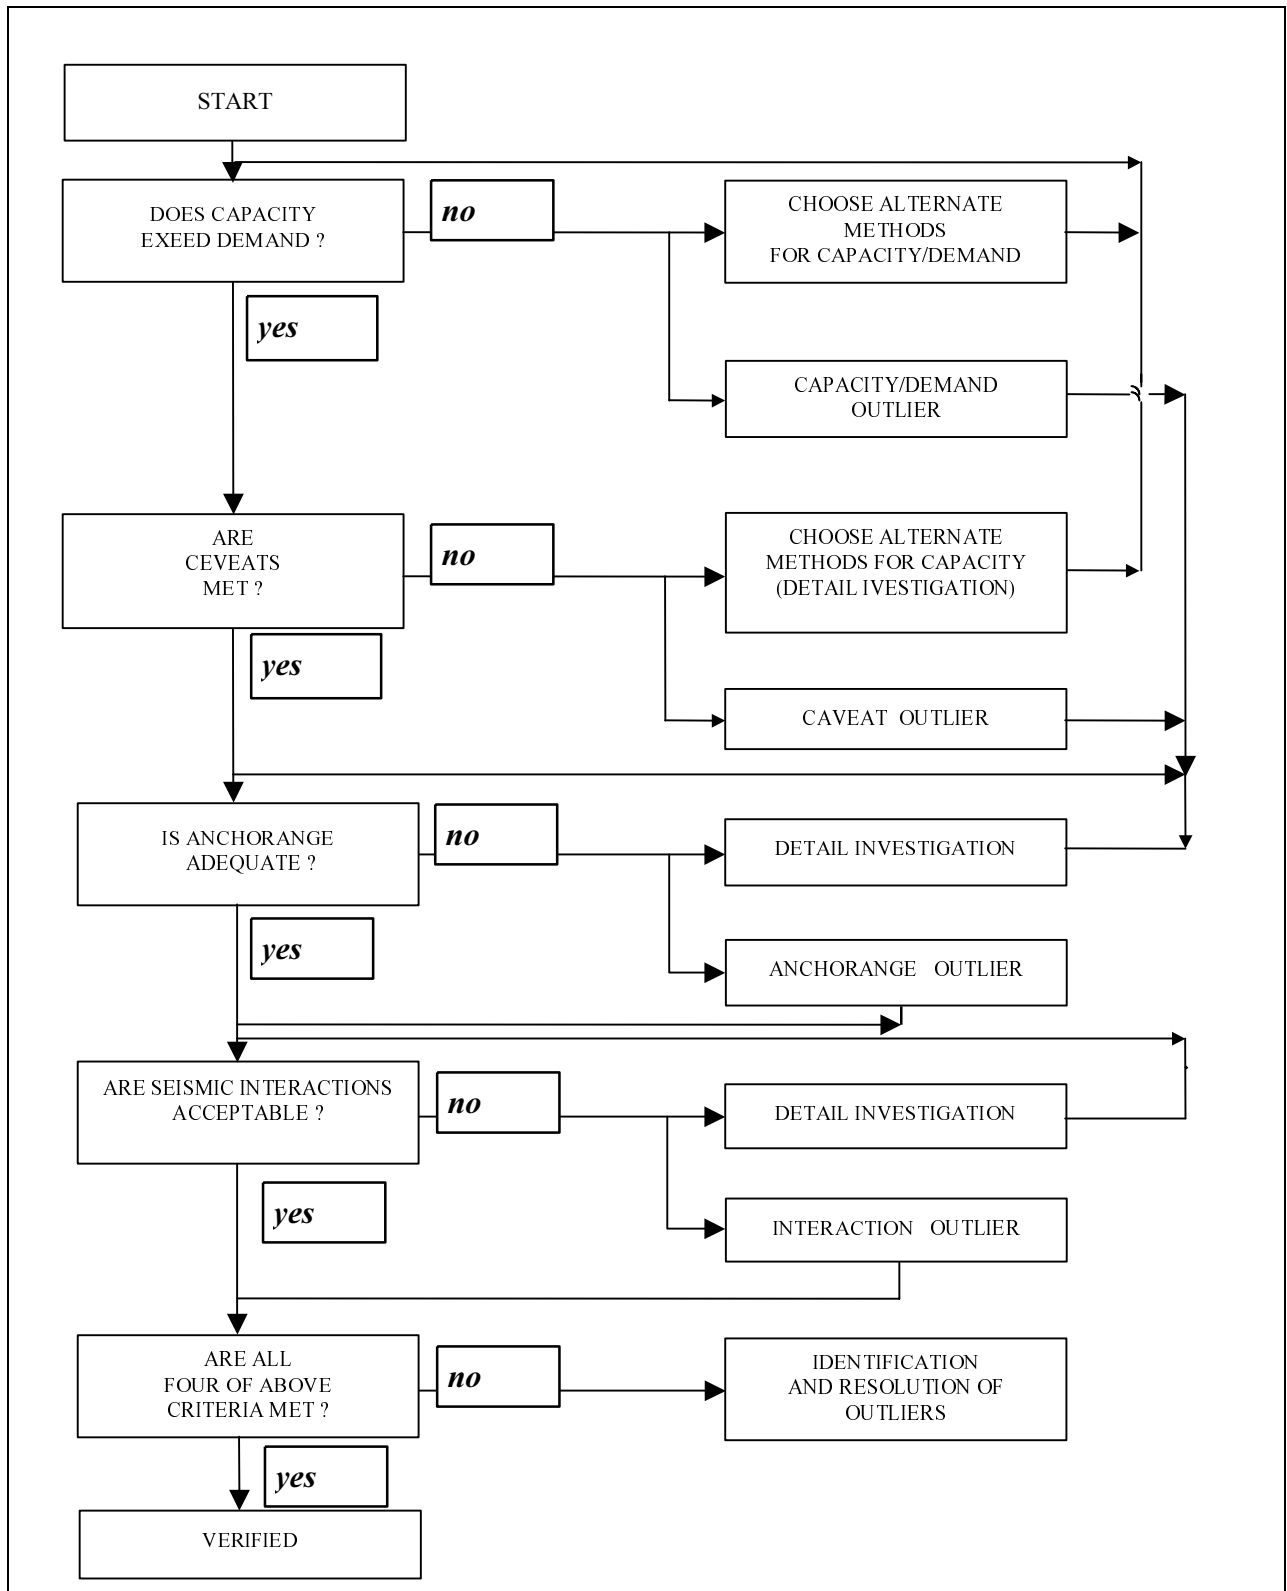 START
DOES CAPACITY
EXEED DEMAND ?
no
CHOOSE ALTERNATE
METHODS
FOR CAPACITY/DEMAND
yes
CAPACITY/DEMAND
OUTLIER
ARE
CEVEATS
MET ?
no
CHOOSE ALTERNATE
METHODS FOR CAPACITY
(DETAIL IVESTIGATION)
yes
CAVEAT OUTLIER
IS ANCHORANGE
ADEQUATE ?
no
DETAIL INVESTIGATION
yes
ANCHORANGE OUTLIER
ARE SEISMIC INTERACTIONS
ACCEPTABLE ?
no
DETAIL INVESTIGATION
yes
INTERACTION OUTLIER
ARE ALL
FOUR OF ABOVE
CRITERIA MET ?
no
IDENTIFICATION
AND RESOLUTION OF
OUTLIERS
yes
VERIFIED